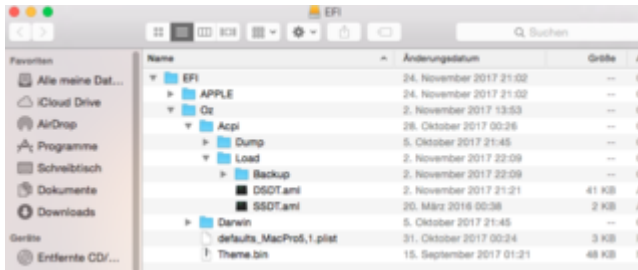 EFI
Suchen
Favoriten
Alle meine Dat...
iCloud Drive
AirDrop
Programme
Schreibtisch
Dokumente
Downloads
Geräte
Entfernte CD/...
Name Änderungsdatum Größe
EFI 24. November 2017 21:02 --
APPLE 24. November 2017 21:02 --
Oz 2. November 2017 13:53 --
Acpi 28. Oktober 2017 00:26 --
Dump 5. Oktober 2017 21:45 --
Load 2. November 2017 22:09 --
Backup 2. November 2017 22:09 --
DSDT.aml 2. November 2017 21:21 41 KB
SSDT.aml 20. März 2016 00:38 2 KB
Darwin 5. Oktober 2017 21:45 --
defaults_MacPro5,1.plist 31. Oktober 2017 00:24 3 KB
Theme.bin 15. September 2017 01:21 48 KB